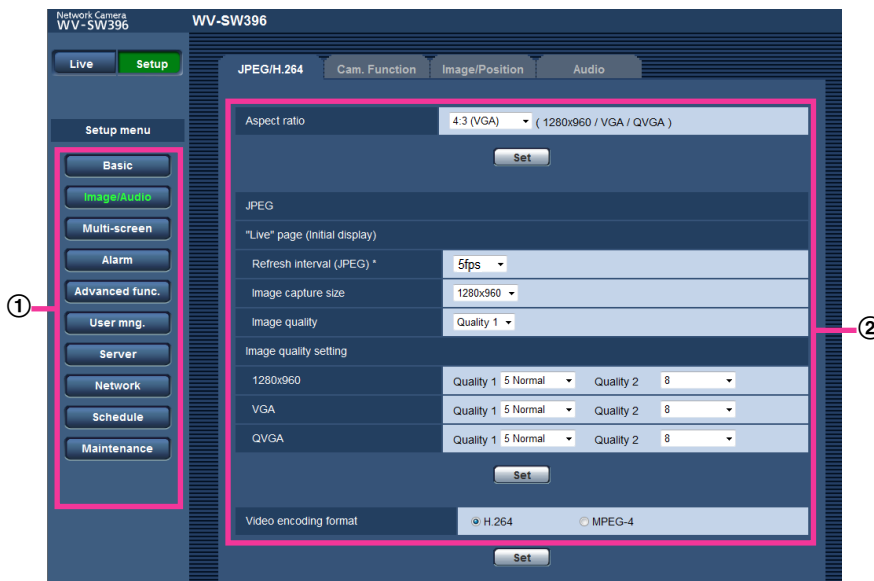 Network Camera
WV-SW396
WV-SW396
Live Setup
JPEG/H.264 Cam. Function Image/Position Audio
Setup menu
Basic
Image/Audio
Multi-screen
Alarm
Advanced func.
User mng.
Server
Network
Schedule
Maintenance
①
Aspect ratio 4:3 (VGA) ( 1280x960 / VGA / QVGA )
Set
JPEG
"Live" page (Initial display)
Refresh interval (JPEG) * 5fps
Image capture size 1280x960
Image quality Quality 1
Image quality setting
1280x960 Quality 1 5 Normal Quality 2 8
VGA Quality 1 5 Normal Quality 2 8
QVGA Quality 1 5 Normal Quality 2 8
Set
Video encoding format H.264 MPEG-4
Set
②